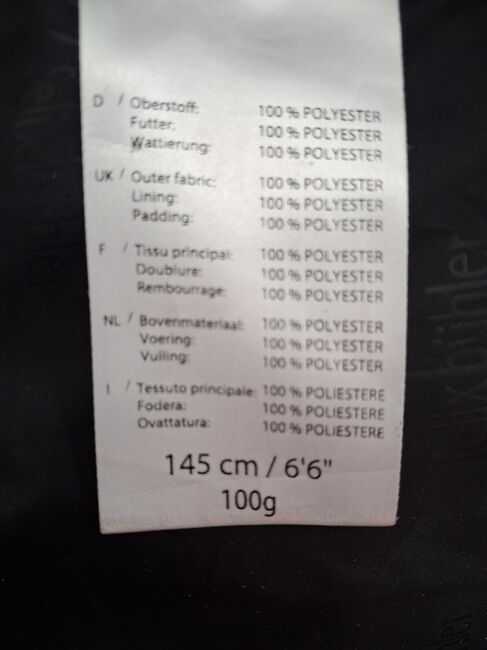 D / Oberstoff: 100 % POLYESTER
Futter: 100 % POLYESTER
Wattierung: 100 % POLYESTER
UK / Outer fabric: 100 % POLYESTER
Lining: 100 % POLYESTER
Padding: 100 % POLYESTER
F / Tissu principal: 100 % POLYESTER
Doublure: 100 % POLYESTER
Rembourrage: 100 % POLYESTER
NL / Bovenmateriaal: 100 % POLYESTER
Voering: 100 % POLYESTER
Vulling: 100 % POLYESTER
I / Tessuto principale: 100 % POLIESTERE
Fodera: 100 % POLIESTERE
Ovattatura: 100 % POLIESTERE
145 cm / 6'6"
100g
bühler